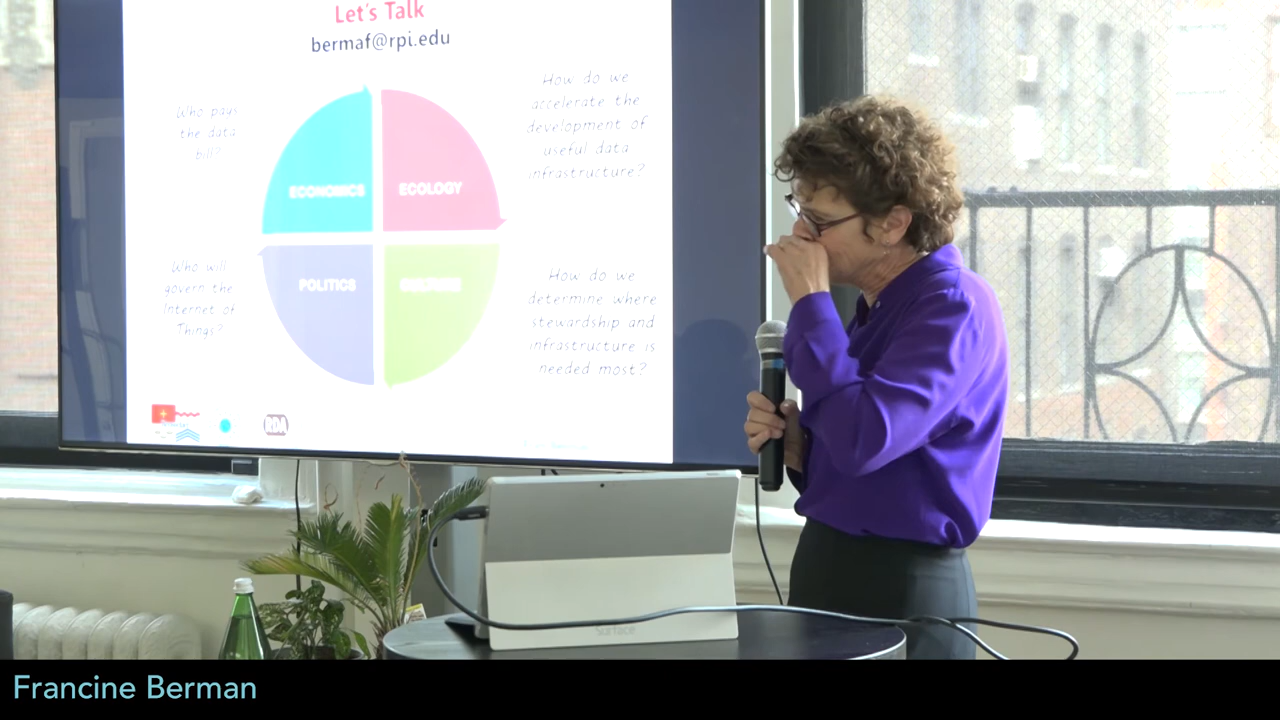 Let's Talk
bermaf@rpi.edu
Who pays
the data
bill?
How do we
accelerate the
development of
useful data
infrastructure?
ECONOMICS
ECOLOGY
POLITICS
Who will
govern the
Internet of
Things?
How do we
determine where
stewardship and
infrastructure is
needed most?
RDA
Surface
Francine Berman